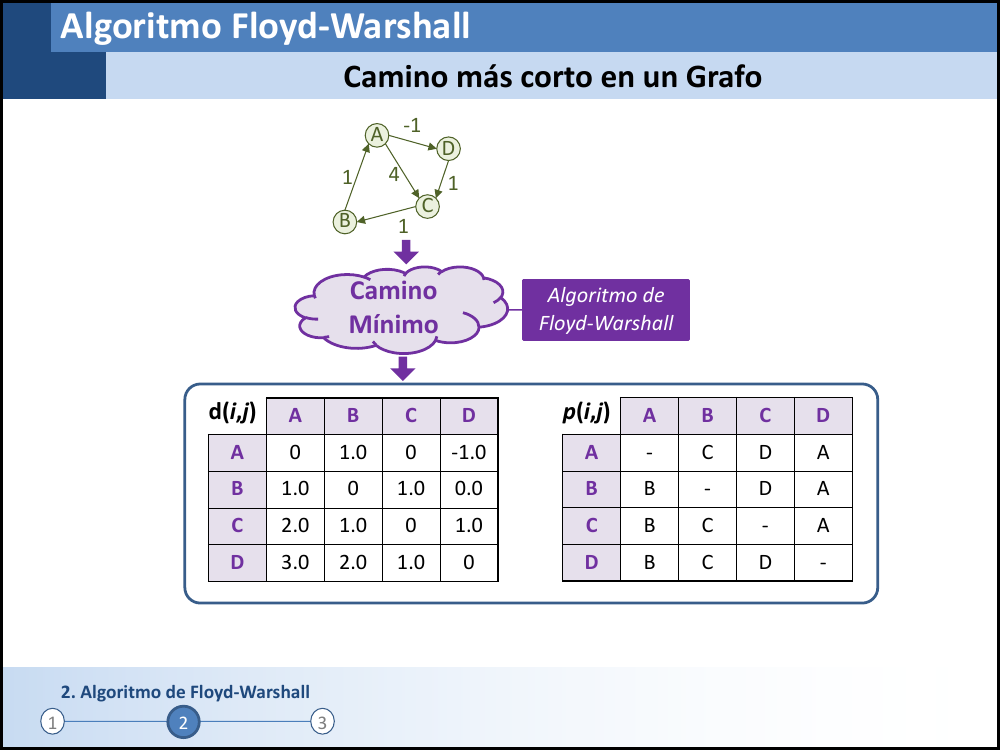 Algoritmo Floyd-Warshall
Camino más corto en un Grafo
A
-1
D
1
4
1
C
B
1
Camino
Mínimo
Algoritmo de
Floyd-Warshall
d(i,j) A B C D
A 0 1.0 0 -1.0
B 1.0 0 1.0 0.0
C 2.0 1.0 0 1.0
D 3.0 2.0 1.0 0
p(i,j) A B C D
A - C D A
B B - D A
C B C - A
D B C D -
2. Algoritmo de Floyd-Warshall
1 2 3